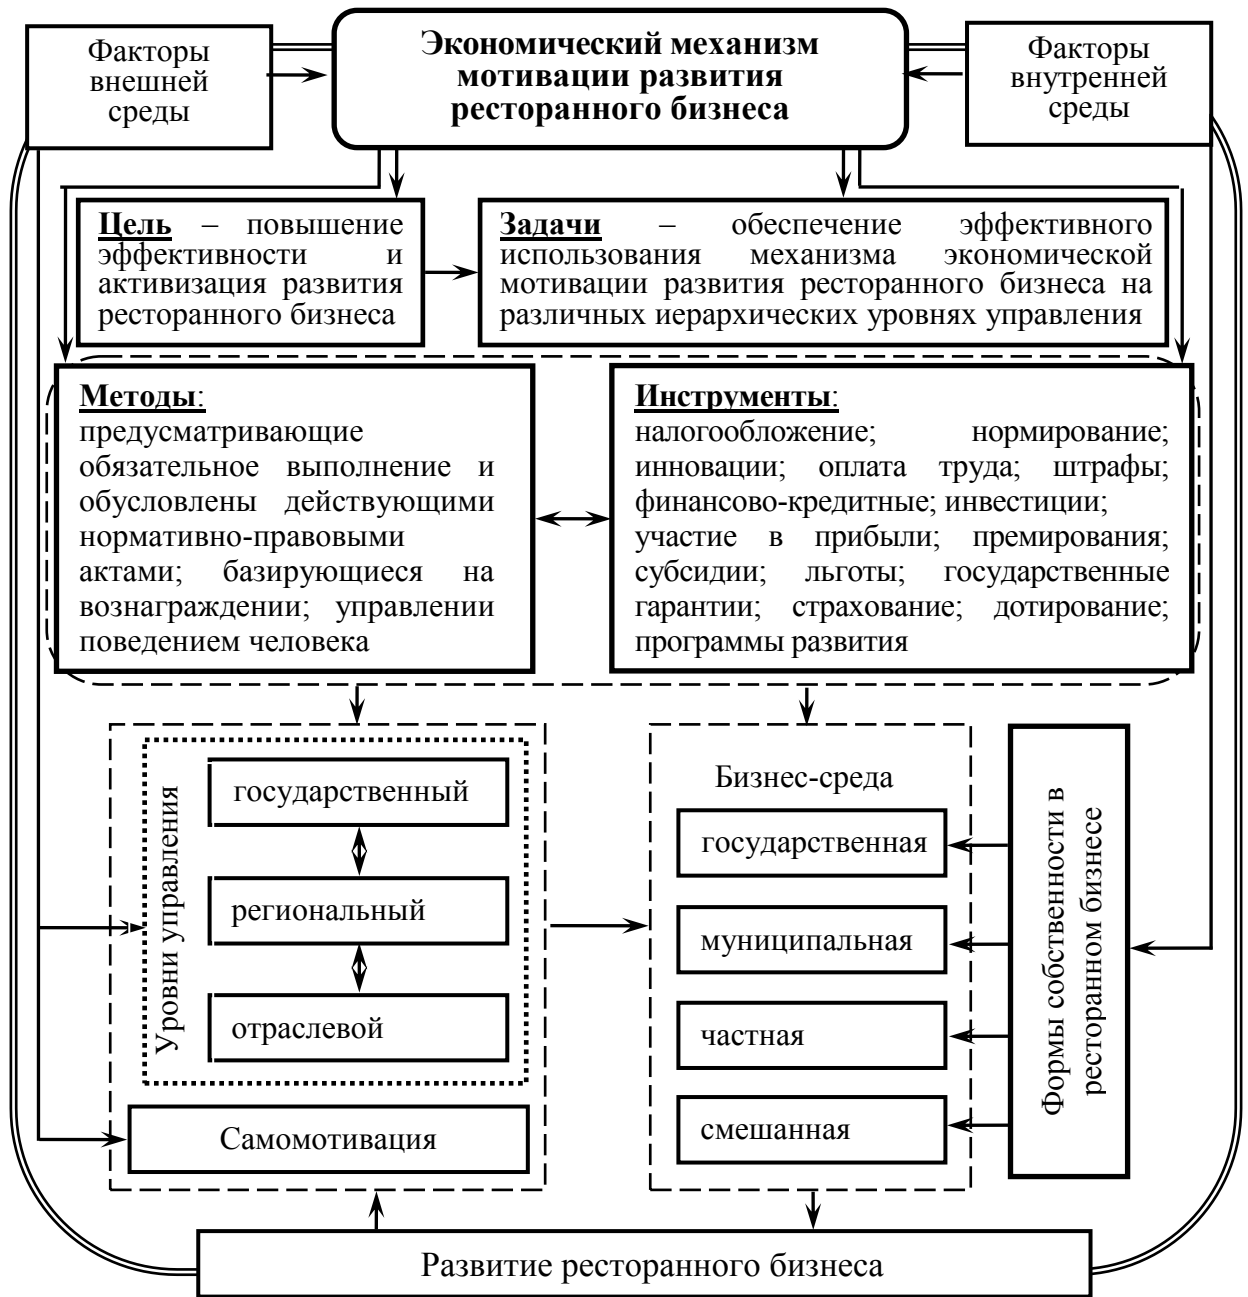 Факторы
внешней
среды
Экономический механизм
мотивации развития
ресторанного бизнеса
Факторы
внутренней
среды
Цель – повышение
эффективности и
активизация развития
ресторанного бизнеса
Задачи – обеспечение эффективного
использования механизма экономической
мотивации развития ресторанного бизнеса на
различных иерархических уровнях управления
Методы:
предусматривающие
обязательное выполнение и
обусловлены действующими
нормативно-правовыми
актами; базирующиеся на
вознаграждении; управлении
поведением человека
Инструменты:
налогообложение; нормирование;
инновации; оплата труда; штрафы;
финансово-кредитные; инвестиции;
участие в прибыли; премирования;
субсидии; льготы; государственные
гарантии; страхование; дотирование;
программы развития
Уровни управления
государственный
региональный
отраслевой
Самомотивация
Бизнес-среда
государственная
муниципальная
частная
смешанная
Формы собственности в
ресторанном бизнесе
Развитие ресторанного бизнеса